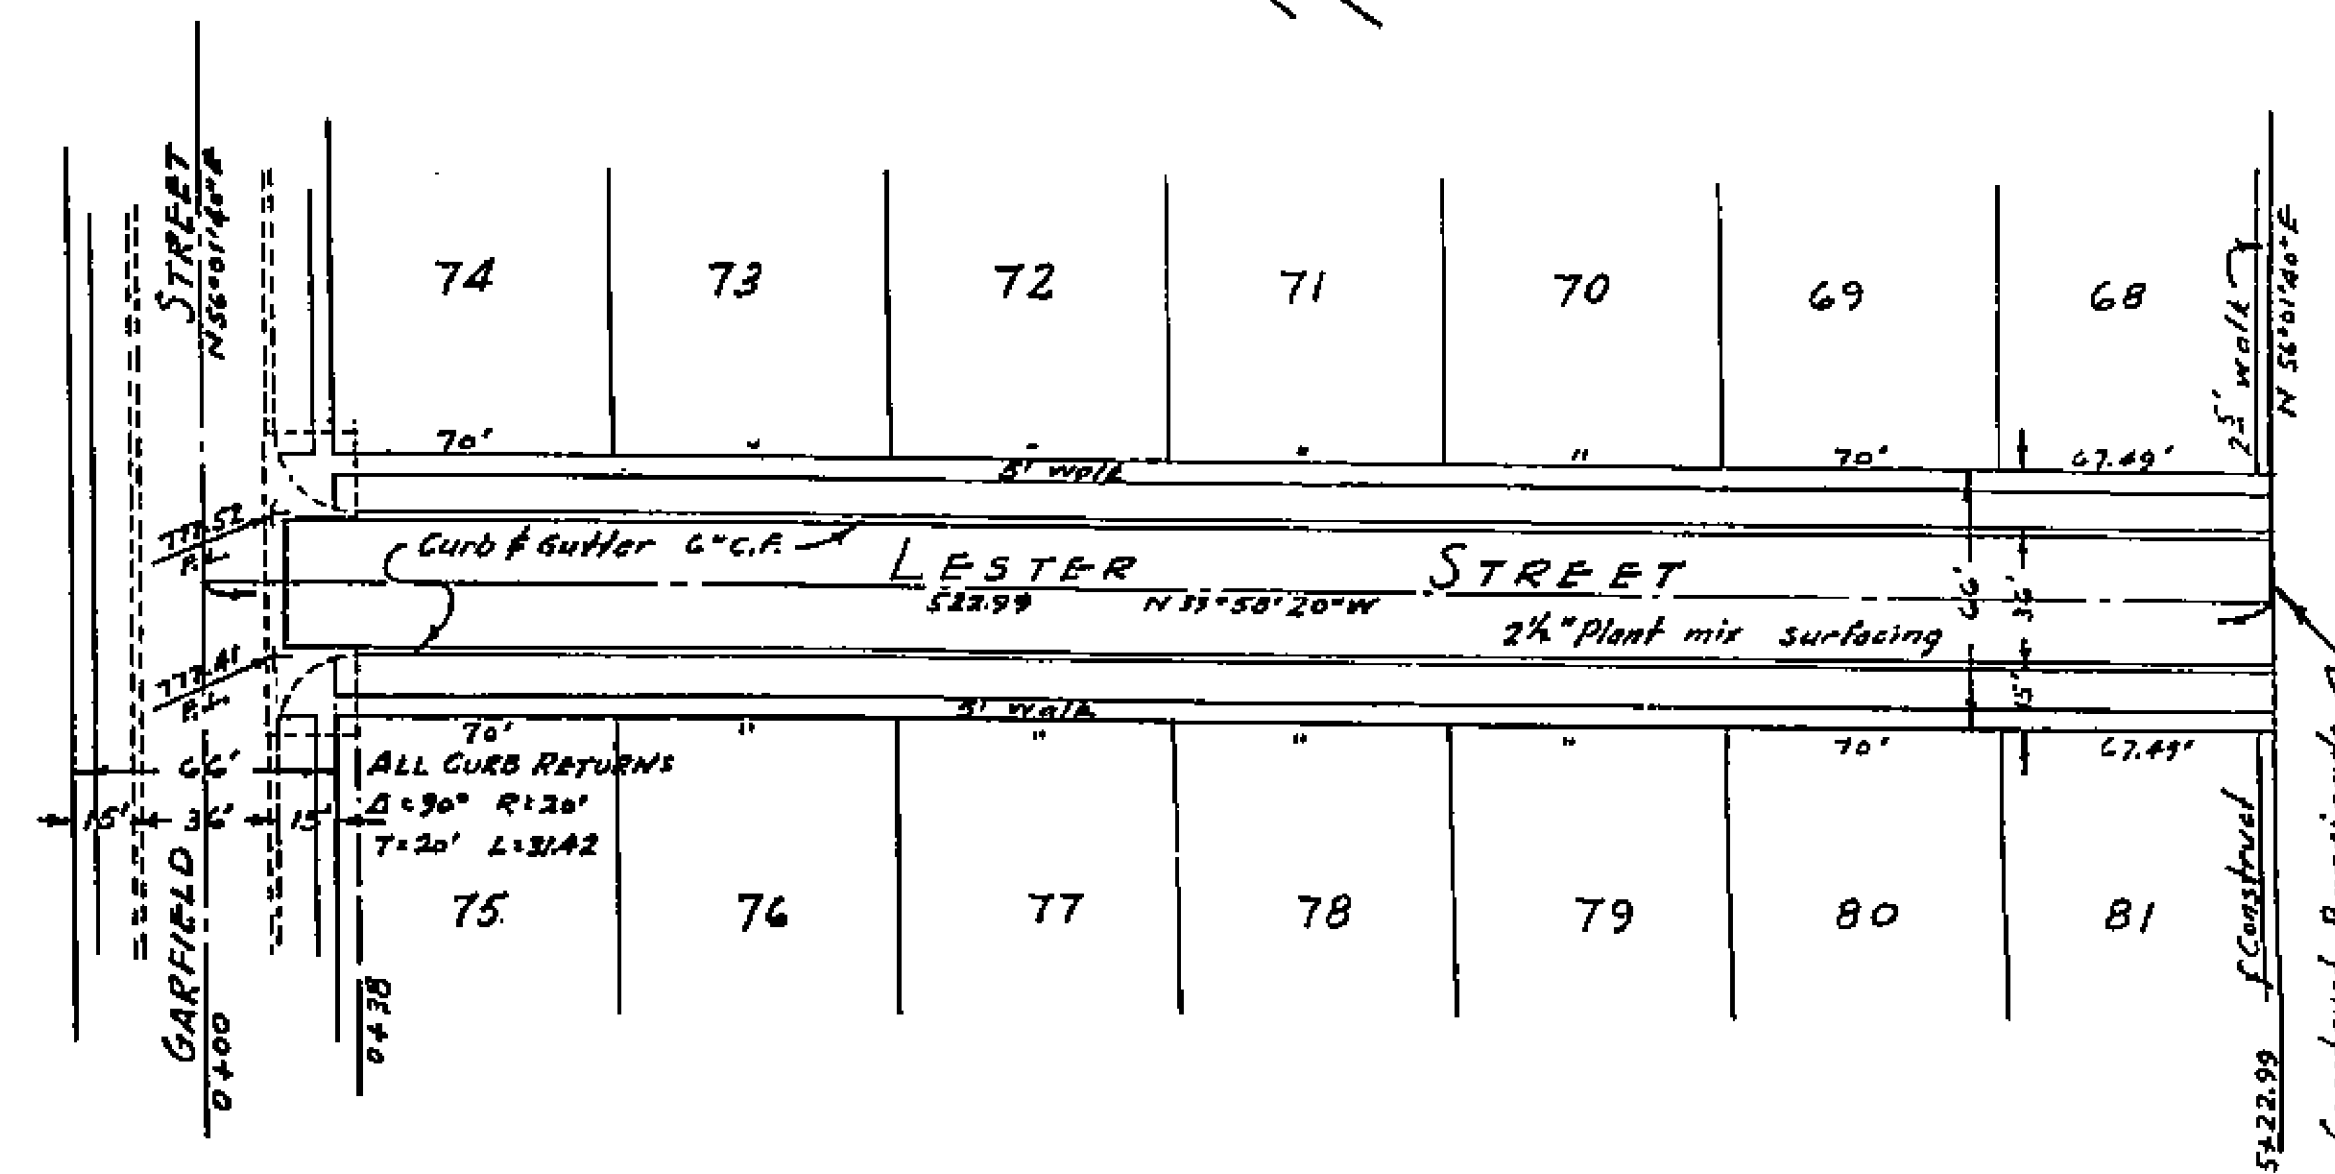 STREET
N 56°01'40"E
74
73
72
71
70
69
68
2.5' walk
N 56°01'40"E
70'
"
"
"
"
70'
67.49'
5' walk
777.52
Curb & Gutter 6" C.F.
LESTER STREET
522.99
N 33°58'20"W
66'
36'
2½" Plant mix surfacing
777.41
15'
5' walk
70'
"
"
"
"
70'
67.49'
66'
ALL CURB RETURNS
Δ=90° R=20'
T=20' L=31.42
15'
36'
15'
75
76
77
78
79
80
81
Construct
GARFIELD
0+00
0+38
5+22.99